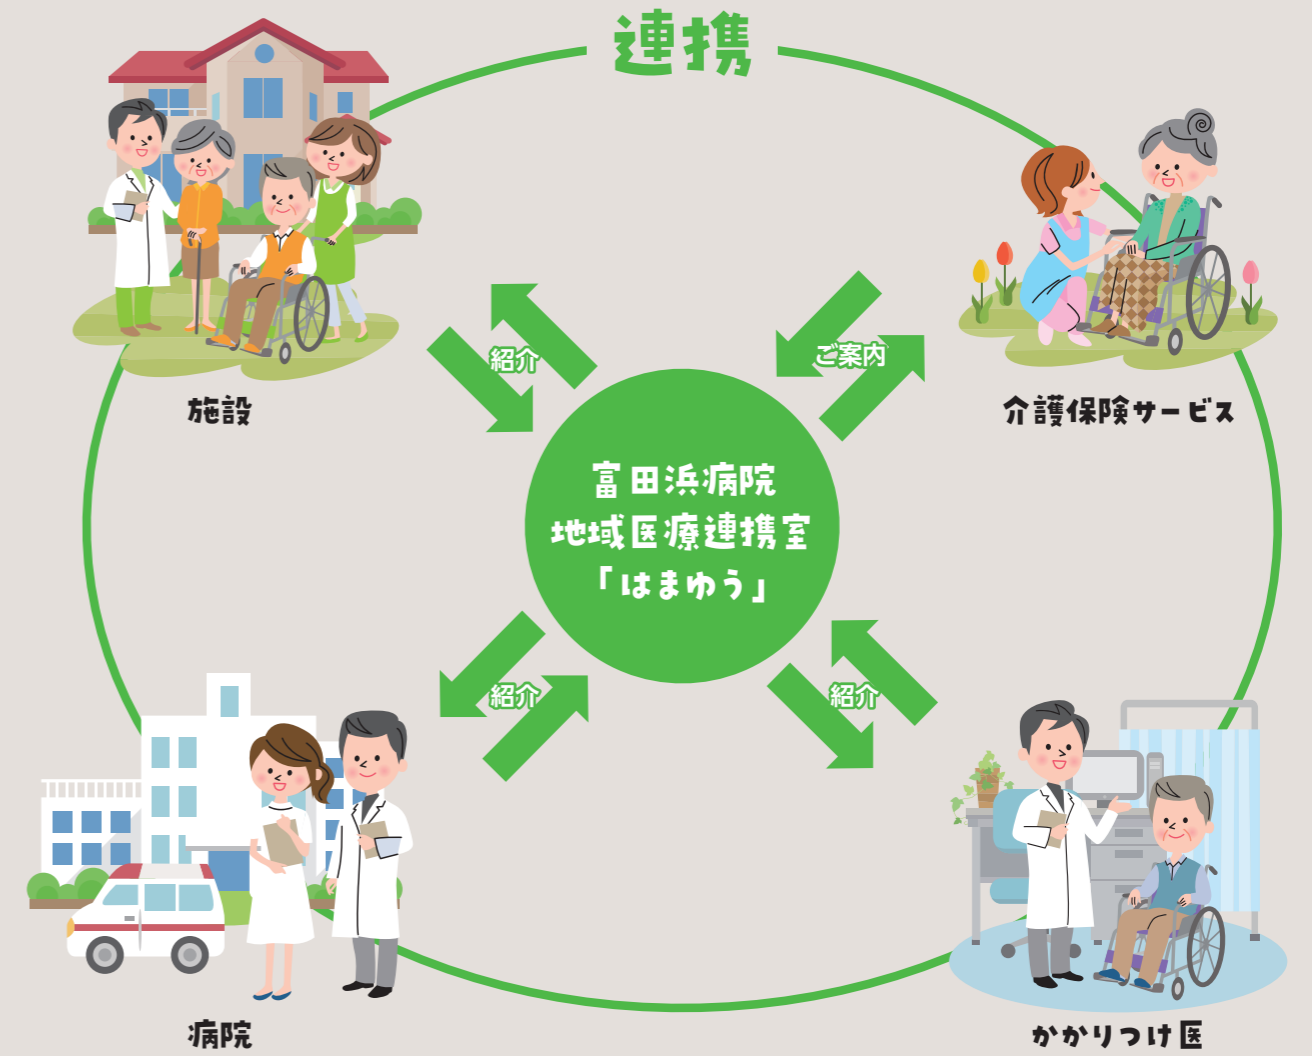 連携
紹介
ご案内
施設
介護保険サービス
富田浜病院
地域医療連携室
「はまゆう」
紹介
紹介
病院
かかりつけ医